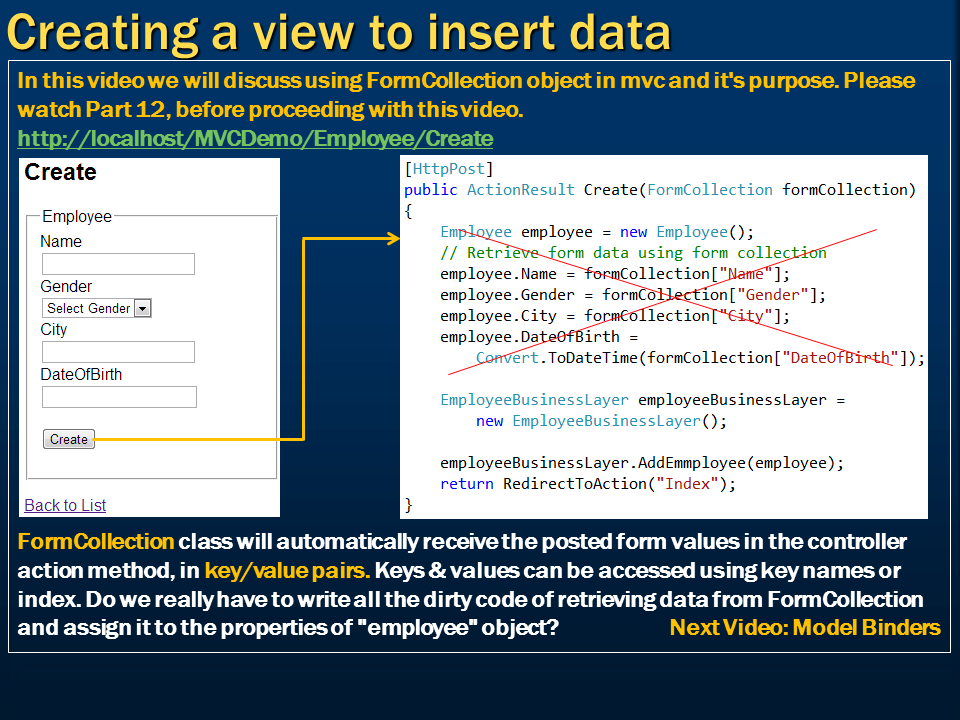 Creating a view to insert data
In this video we will discuss using FormCollection object in mvc and it's purpose. Please
watch Part 12, before proceeding with this video.
http://localhost/MVCDemo/Employee/Create
Create
Employee
Name
Gender
Select Gender
City
DateOfBirth
Create
Back to List
[HttpPost]
public ActionResult Create(FormCollection formCollection)
{
Employee employee = new Employee();
// Retrieve form data using form collection
employee.Name = formCollection["Name"];
employee.Gender = formCollection["Gender"];
employee.City = formCollection["City"];
employee.DateOfBirth =
Convert.ToDateTime(formCollection["DateOfBirth"]);
EmployeeBusinessLayer employeeBusinessLayer =
new EmployeeBusinessLayer();
employeeBusinessLayer.AddEmmployee(employee);
return RedirectToAction("Index");
}
FormCollection class will automatically receive the posted form values in the controller
action method, in key/value pairs. Keys & values can be accessed using key names or
index. Do we really have to write all the dirty code of retrieving data from FormCollection
and assign it to the properties of "employee" object? Next Video: Model Binders